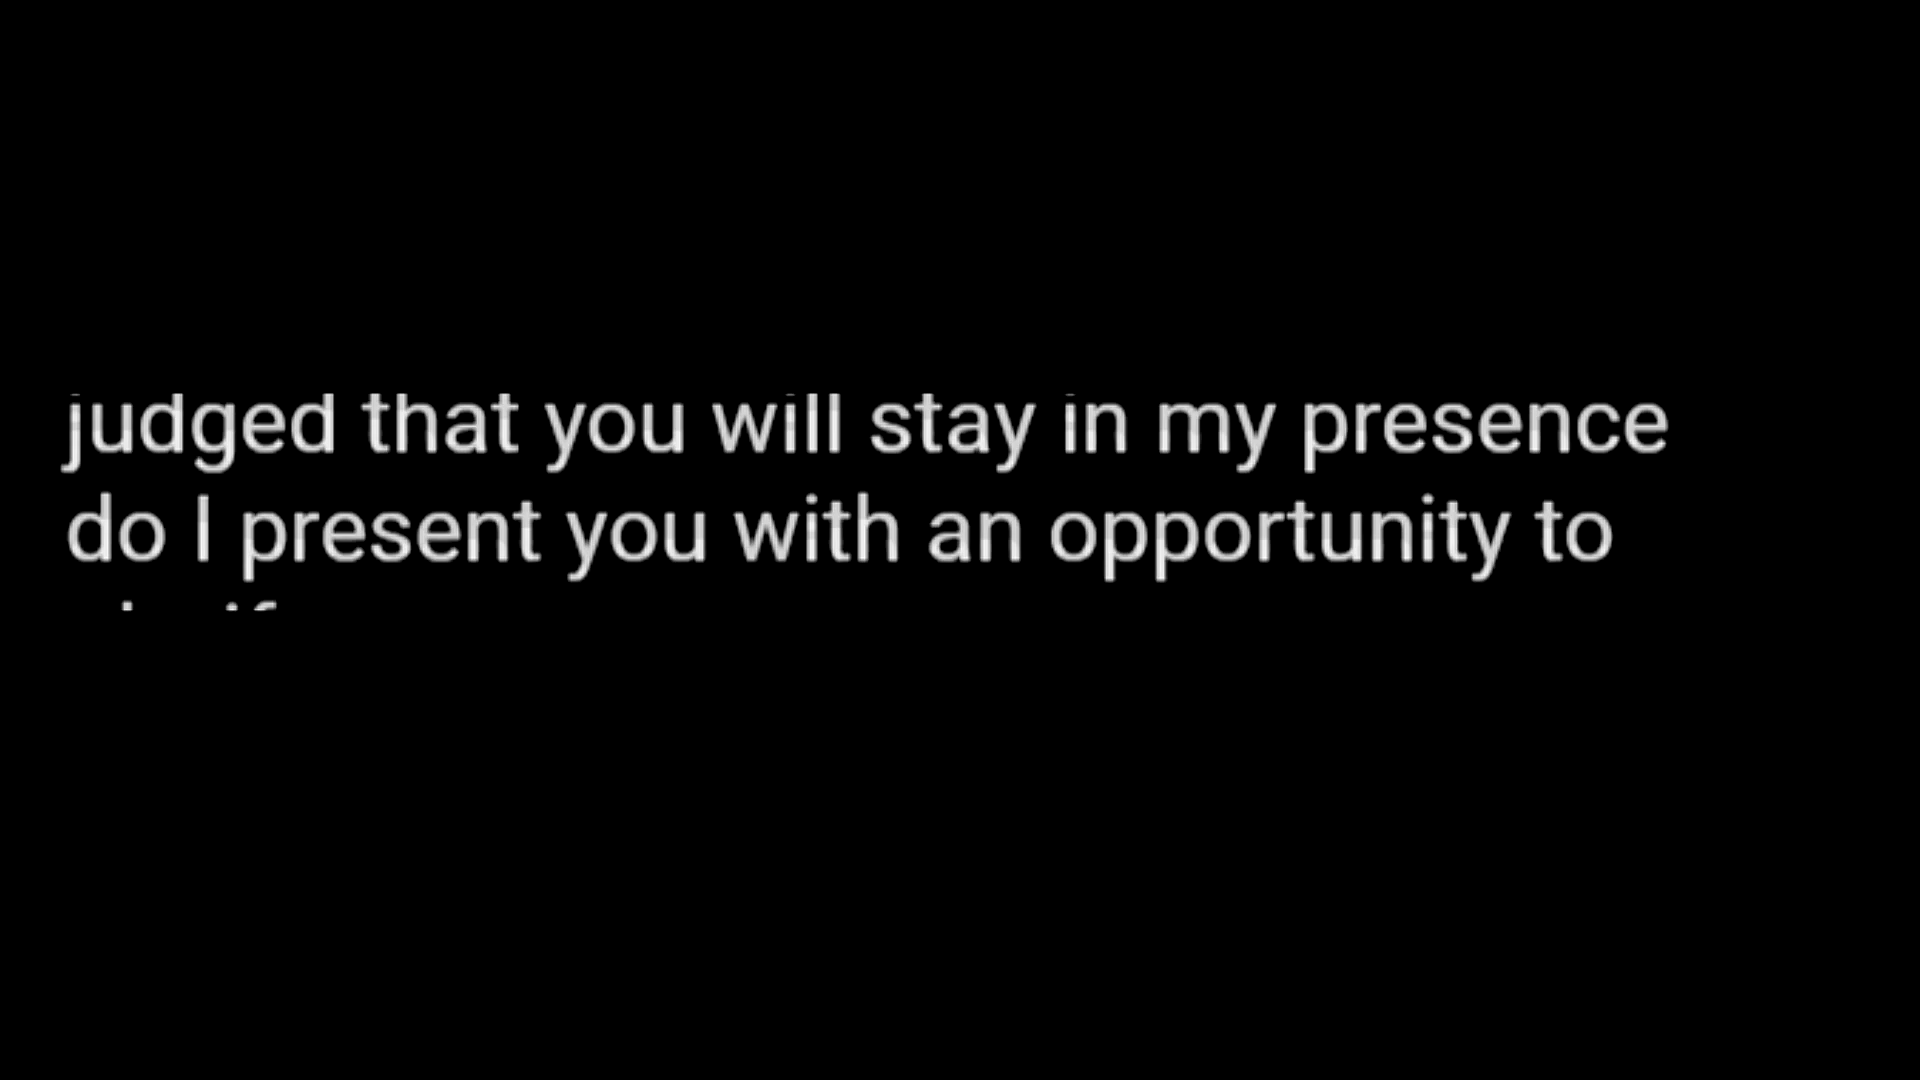 judged that you will stay in my presence
do I present you with an opportunity to